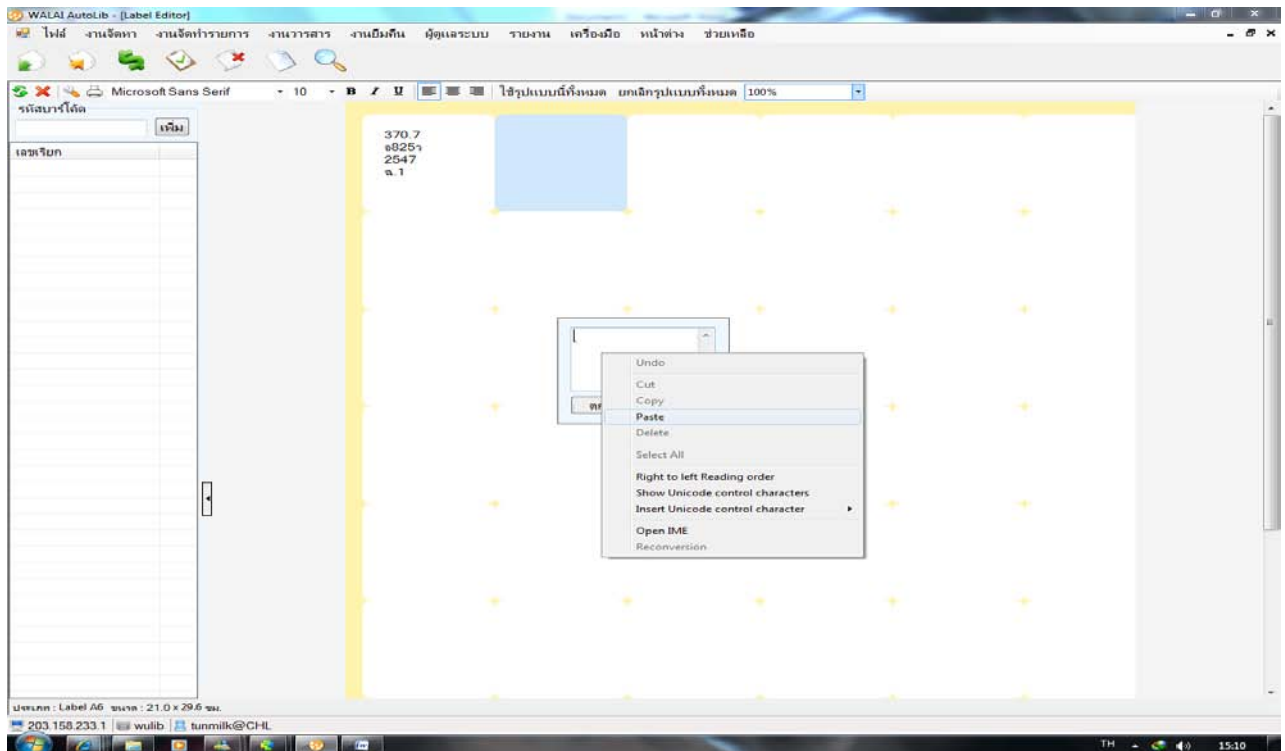 WALAI AutoLib - [Label Editor]
ไฟล์ งานจัดหา งานจัดทำรายการ งานวารสาร งานยืมคืน ผู้ดูแลระบบ รายงาน เครื่องมือ หน้าต่าง ช่วยเหลือ
Microsoft Sans Serif 10 B I U ใช้รูปแบบนี้ทั้งหมด ยกเลิกรูปแบบทั้งหมด 100%
รหัสบาร์โค้ด
เพิ่ม
เลขเรียก
370.7
2547
ฉ.1
Undo
Cut
Copy
Paste
Delete
Select All
Right to left Reading order
Show Unicode control characters
Insert Unicode control character
Open IME
Reconversion
ประเภท : Label A6 ขนาด : 21.0 x 29.6 ซม.
203.158.233.1 wulib tunmilk@CHL
TH 15:10